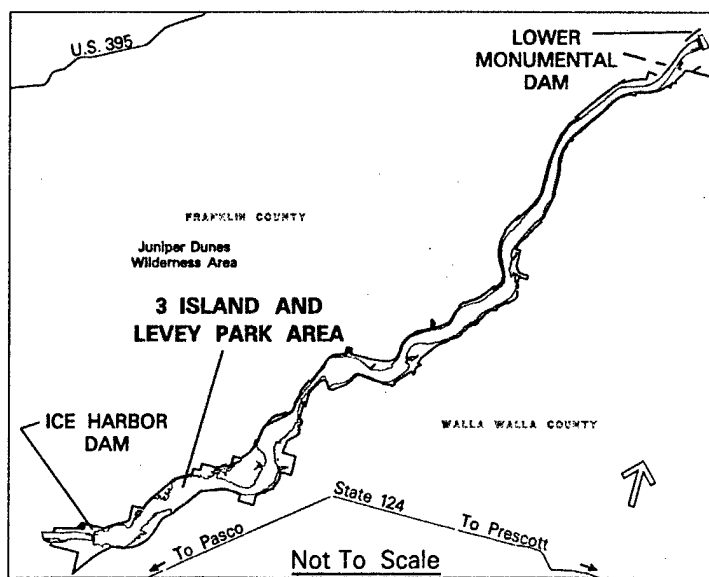 U.S. 395
LOWER
MONUMENTAL
DAM
FRANKLIN COUNTY
Juniper Dunes
Wilderness Area
3 ISLAND AND
LEVEY PARK AREA
ICE HARBOR
DAM
WALLA WALLA COUNTY
State 124
To Pasco
To Prescott
Not To Scale